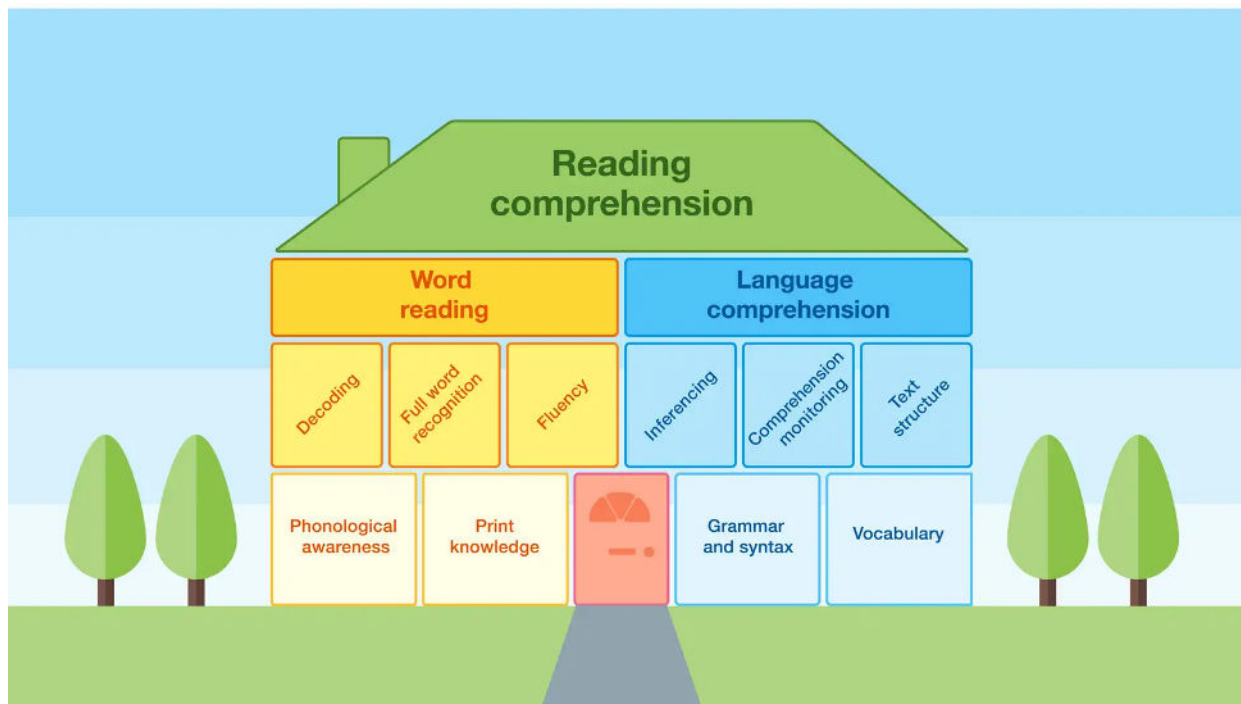 Reading
comprehension
Word
reading
Language
comprehension
Decoding
Full word
recognition
Fluency
Inferencing
Comprehension
monitoring
Text
structure
Phonological
awareness
Print
knowledge
Grammar
and syntax
Vocabulary